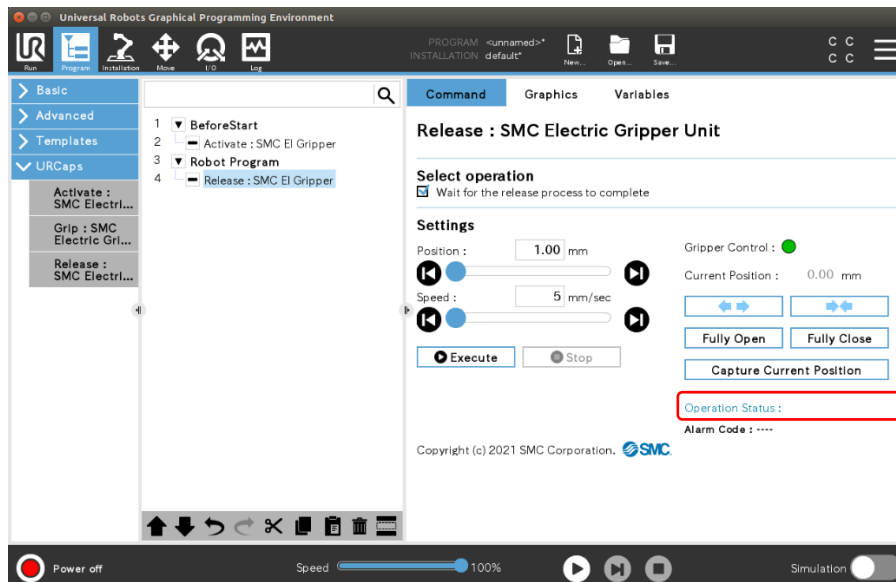 Universal Robots Graphical Programming Environment
PROGRAM <unnamed>*
INSTALLATION default*
Run
Program
Installation
Move
I/O
Log
New...
Open...
Save...
C C
C C
Basic
Advanced
Templates
URCaps
Activate :
SMC Electri...
Grip : SMC
Electric Gri...
Release :
SMC Electri...
1 BeforeStart
2 Activate : SMC El Gripper
3 Robot Program
4 Release : SMC El Gripper
Command Graphics Variables
Release : SMC Electric Gripper Unit
Select operation
Wait for the release process to complete
Settings
Position : 1.00 mm
Speed : 5 mm/sec
Execute Stop
Gripper Control :
Current Position : 0.00 mm
Fully Open Fully Close
Capture Current Position
Operation Status :
Alarm Code : ----
Copyright (c) 2021 SMC Corporation. SMC.
Power off
Speed 100%
Simulation